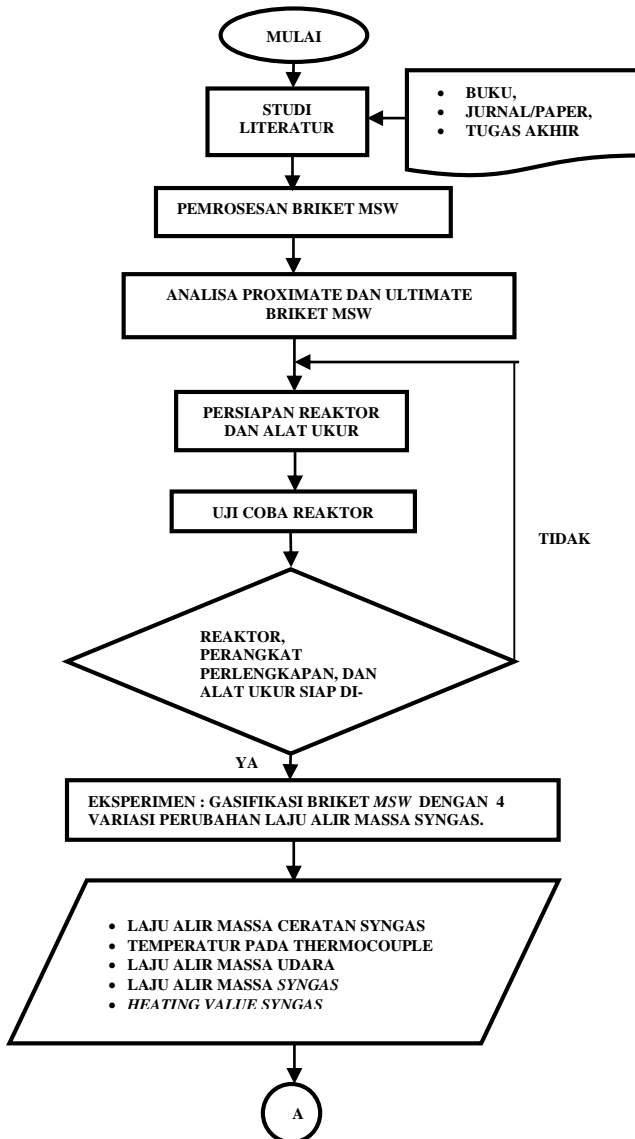 MULAI
STUDI
LITERATUR
• BUKU,
• JURNAL/PAPER,
• TUGAS AKHIR
PEMROSESAN BRIKET MSW
ANALISA PROXIMATE DAN ULTIMATE
BRIKET MSW
PERSIAPAN REAKTOR
DAN ALAT UKUR
UJI COBA REAKTOR
TIDAK
REAKTOR,
PERANGKAT
PERLENGKAPAN, DAN
ALAT UKUR SIAP DI-
YA
EKSPERIMEN : GASIFIKASI BRIKET MSW DENGAN 4
VARIASI PERUBAHAN LAJU ALIR MASSA SYNGAS.
• LAJU ALIR MASSA CERATAN SYNGAS
• TEMPERATUR PADA THERMOCOUPLE
• LAJU ALIR MASSA UDARA
• LAJU ALIR MASSA SYNGAS
• HEATING VALUE SYNGAS
A